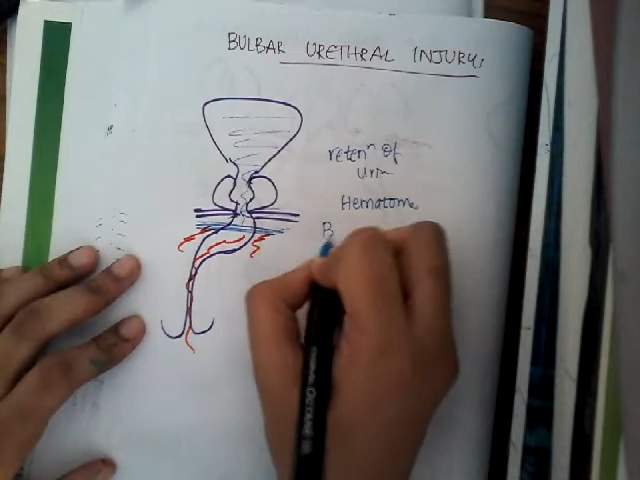 BULBAR URETHRAL INJURY,
retenⁿ of
urin
Hematoma
B